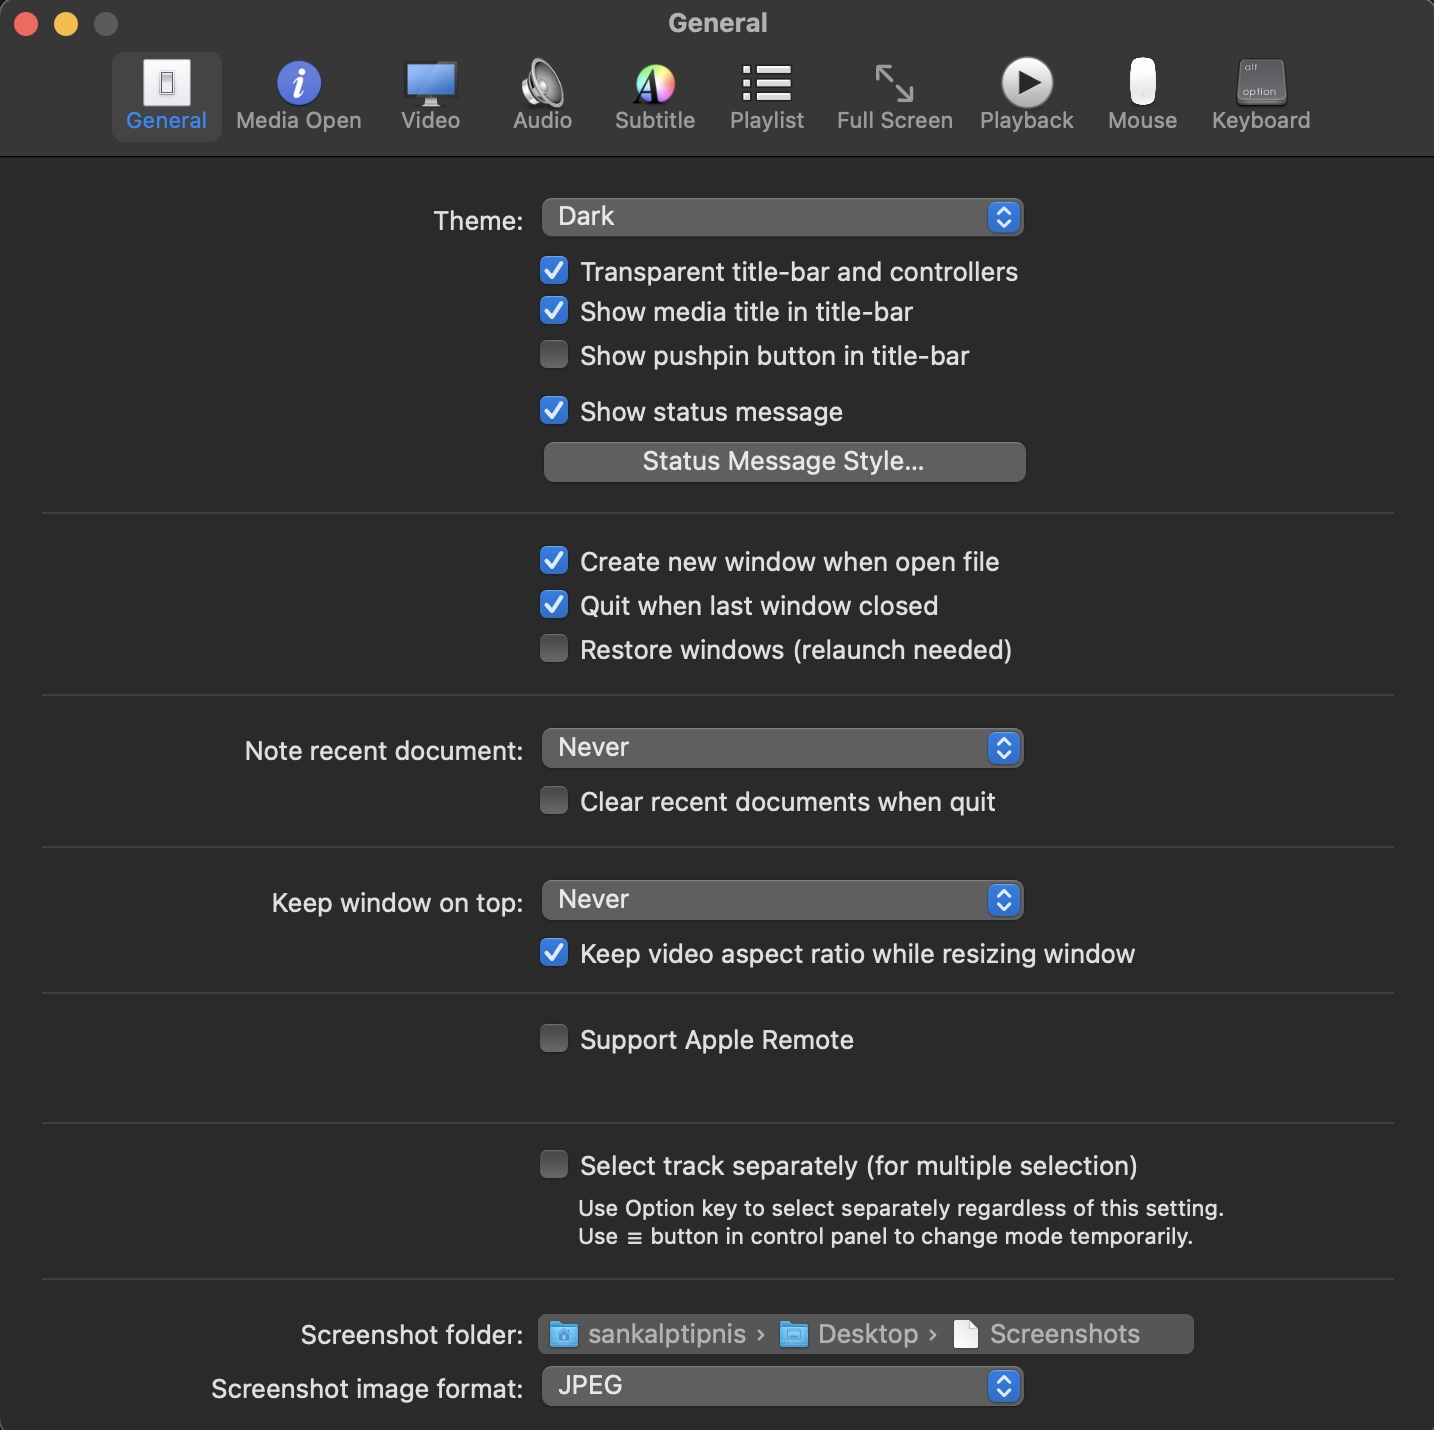 General
General
Media Open
Video
Audio
Subtitle
Playlist
Full Screen
Playback
Mouse
alt
option
Keyboard
Theme: Dark
Transparent title-bar and controllers
Show media title in title-bar
Show pushpin button in title-bar
Show status message
Status Message Style...
Create new window when open file
Quit when last window closed
Restore windows (relaunch needed)
Note recent document: Never
Clear recent documents when quit
Keep window on top: Never
Keep video aspect ratio while resizing window
Support Apple Remote
Select track separately (for multiple selection)
Use Option key to select separately regardless of this setting.
Use ≡ button in control panel to change mode temporarily.
Screenshot folder: sankalptipnis › Desktop › Screenshots
Screenshot image format: JPEG